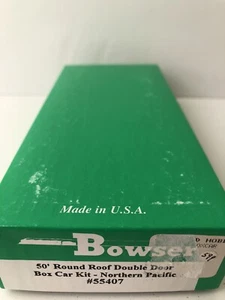 Made in U.S.A.
Bowser
50' Round Roof Double Door
Box Car Kit - Northern Pacific
#55407